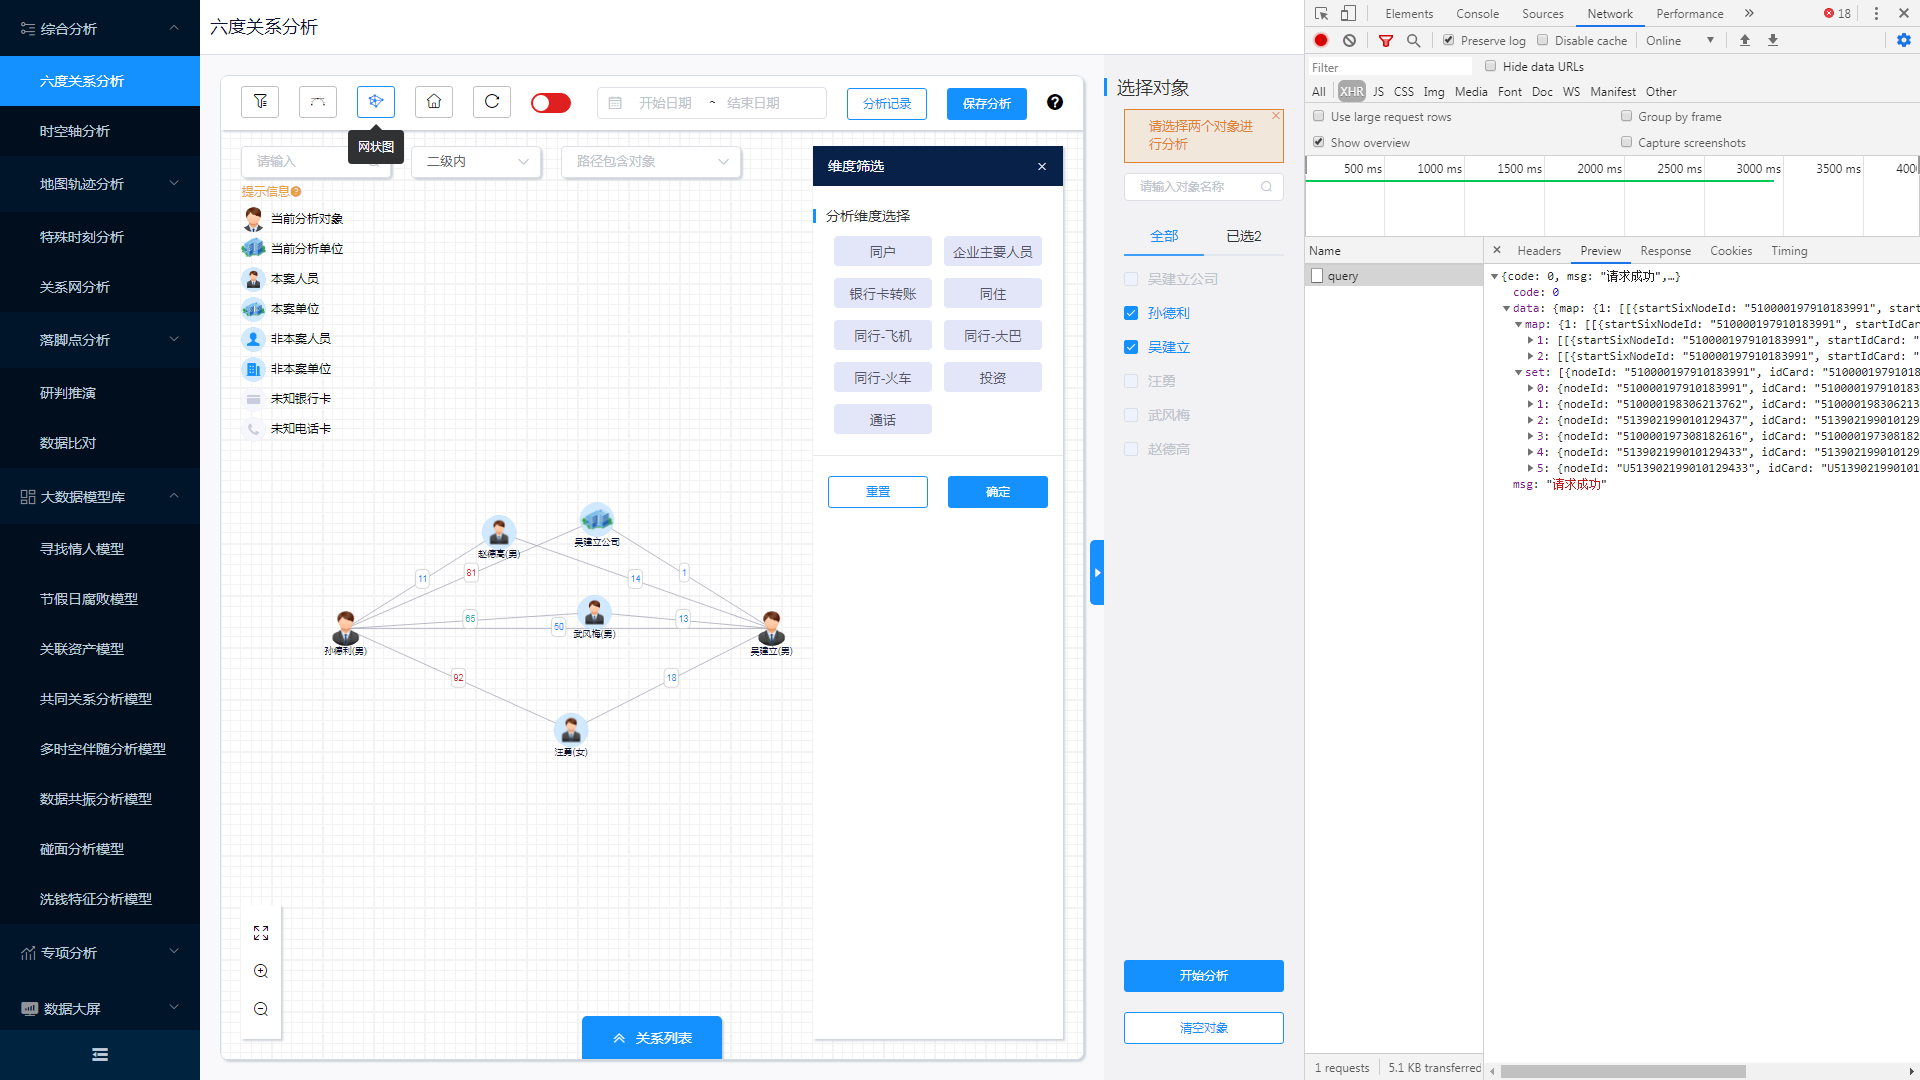 综合分析
六度关系分析
时空轴分析
地图轨迹分析
特殊时刻分析
关系网分析
落脚点分析
研判推演
数据比对
大数据模型库
寻找情人模型
节假日腐败模型
关联资产模型
共同关系分析模型
多时空伴随分析模型
数据共振分析模型
碰面分析模型
洗钱特征分析模型
专项分析
数据大屏
六度关系分析
开始日期 ~ 结束日期
分析记录
保存分析
网状图
请输入
二级内
路径包含对象
提示信息
当前分析对象
当前分析单位
本案人员
本案单位
非本案人员
非本案单位
未知银行卡
未知电话卡
赵德高(男)
吴建立公司
11
81
14
1
65
50
13
武风梅(男)
孙德利(男)
吴建立(男)
92
18
汪勇(女)
关系列表
维度筛选
分析维度选择
同户 企业主要人员
银行卡转账 同住
同行-飞机 同行-大巴
同行-火车 投资
通话
重置 确定
选择对象
请选择两个对象进
行分析
请输入对象名称
全部 已选2
吴建立公司
孙德利
吴建立
汪勇
武风梅
赵德高
开始分析
清空对象
Elements Console Sources Network Performance 18
Preserve log Disable cache Online
Filter Hide data URLs
All XHR JS CSS Img Media Font Doc WS Manifest Other
Use large request rows Group by frame
Show overview Capture screenshots
500 ms 1000 ms 1500 ms 2000 ms 2500 ms 3000 ms 3500 ms 400
Name
query
Headers Preview Response Cookies Timing
{code: 0, msg: "请求成功",…}
code: 0
data: {map: {1: [[{startSixNodeId: "510000197910183991", start
map: {1: [[{startSixNodeId: "510000197910183991", startIdCar
1: [[{startSixNodeId: "510000197910183991", startIdCard: "
2: [[{startSixNodeId: "510000197910183991", startIdCard: "
set: [{nodeId: "510000197910183991", idCard: "51000019791018
0: {nodeId: "510000197910183991", idCard: "510000197910183
1: {nodeId: "510000198306213762", idCard: "510000198306213
2: {nodeId: "513902199010129437", idCard: "513902199010129
3: {nodeId: "510000197308182616", idCard: "510000197308182
4: {nodeId: "513902199010129433", idCard: "513902199010129
5: {nodeId: "U513902199010129433", idCard: "U5139021990101
msg: "请求成功"
1 requests 5.1 KB transferred